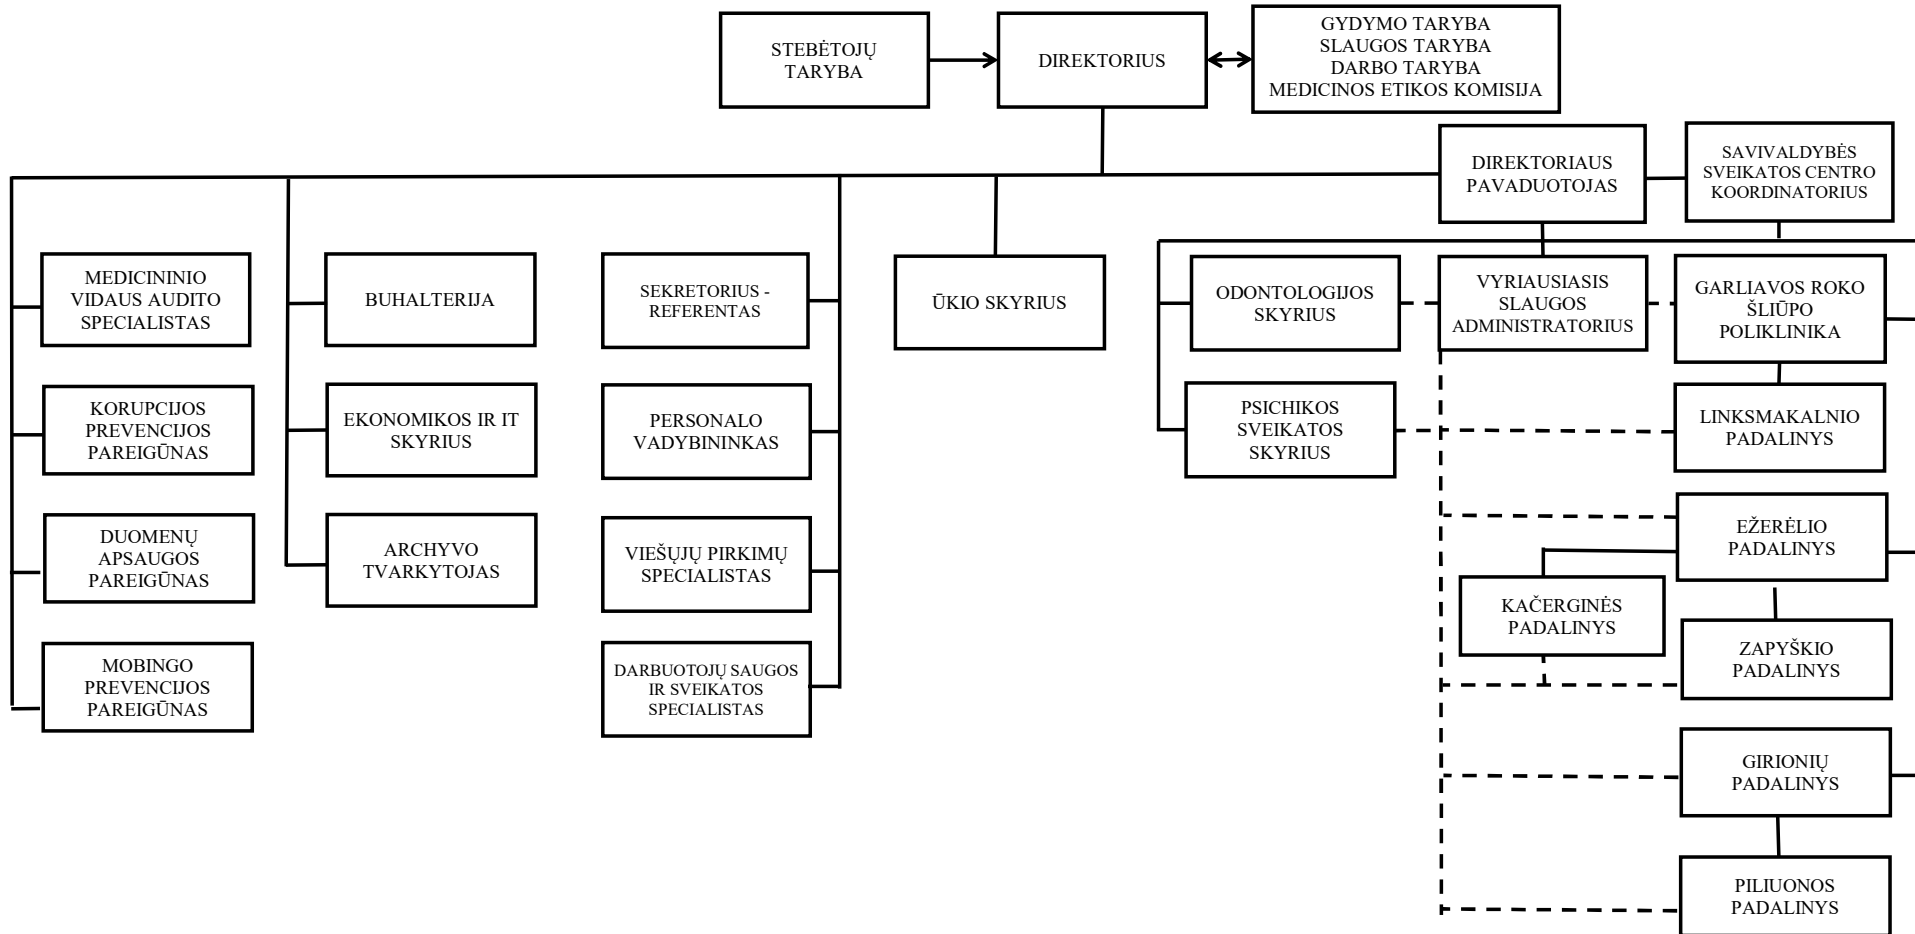 STEBĖTOJŲ
TARYBA
DIREKTORIUS
GYDYMO TARYBA
SLAUGOS TARYBA
DARBO TARYBA
MEDICINOS ETIKOS KOMISIJA
DIREKTORIAUS
PAVADUOTOJAS
SAVIVALDYBĖS
SVEIKATOS CENTRO
KOORDINATORIUS
MEDICININIO
VIDAUS AUDITO
SPECIALISTAS
KORUPCIJOS
PREVENCIJOS
PAREIGŪNAS
DUOMENŲ
APSAUGOS
PAREIGŪNAS
MOBINGO
PREVENCIJOS
PAREIGŪNAS
BUHALTERIJA
EKONOMIKOS IR IT
SKYRIUS
ARCHYVO
TVARKYTOJAS
SEKRETORIUS -
REFERENTAS
PERSONALO
VADYBININKAS
VIEŠŲJŲ PIRKIMŲ
SPECIALISTAS
DARBUOTOJŲ SAUGOS
IR SVEIKATOS
SPECIALISTAS
ŪKIO SKYRIUS
ODONTOLOGIJOS
SKYRIUS
PSICHIKOS
SVEIKATOS
SKYRIUS
VYRIAUSIASIS
SLAUGOS
ADMINISTRATORIUS
GARLIAVOS ROKO
ŠLIŪPO
POLIKLINIKA
LINKSMAKALNIO
PADALINYS
EŽERĖLIO
PADALINYS
KAČERGINĖS
PADALINYS
ZAPYŠKIO
PADALINYS
GIRIONIŲ
PADALINYS
PILIUONOS
PADALINYS